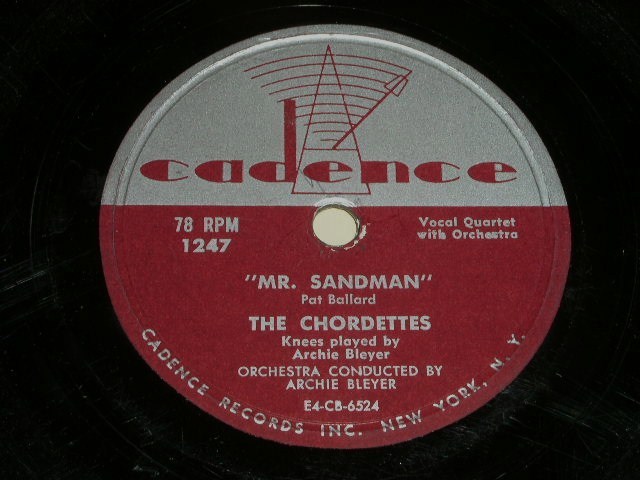 cadence
78 RPM
1247
Vocal Quartet
with Orchestra
"MR. SANDMAN"
Pat Ballard
THE CHORDETTES
Knees played by
Archie Bleyer
ORCHESTRA CONDUCTED BY
ARCHIE BLEYER
E4-CB-6524
CADENCE RECORDS INC. NEW YORK, N. Y.